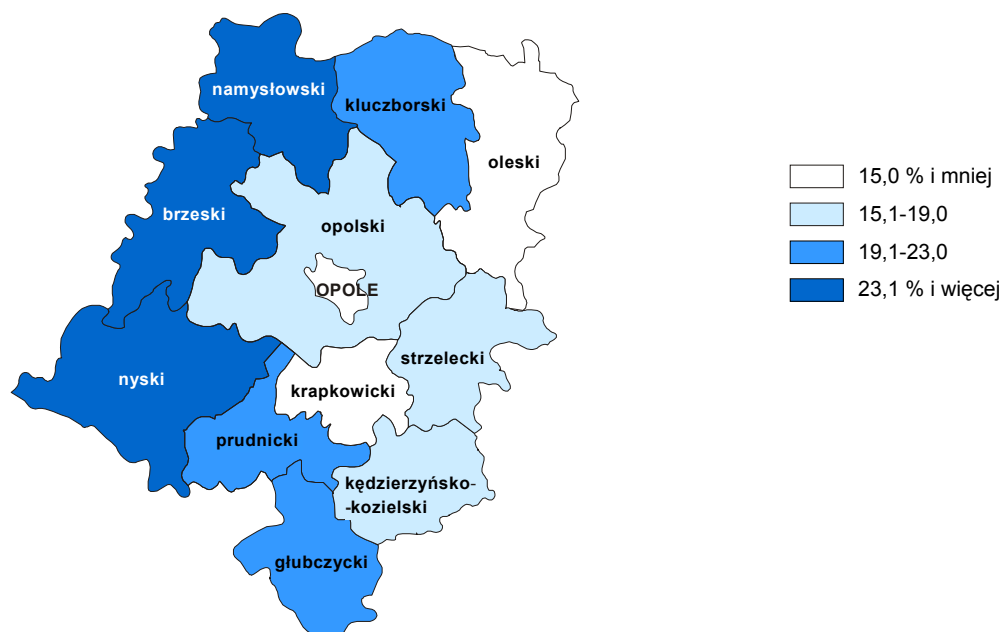 namysłowski
kluczborski
oleski
brzeski
opolski
OPOLE
strzelecki
nyski
krapkowicki
prudnicki
kędzierzyńsko-
-kozielski
głubczycki
15,0 % i mniej
15,1-19,0
19,1-23,0
23,1 % i więcej